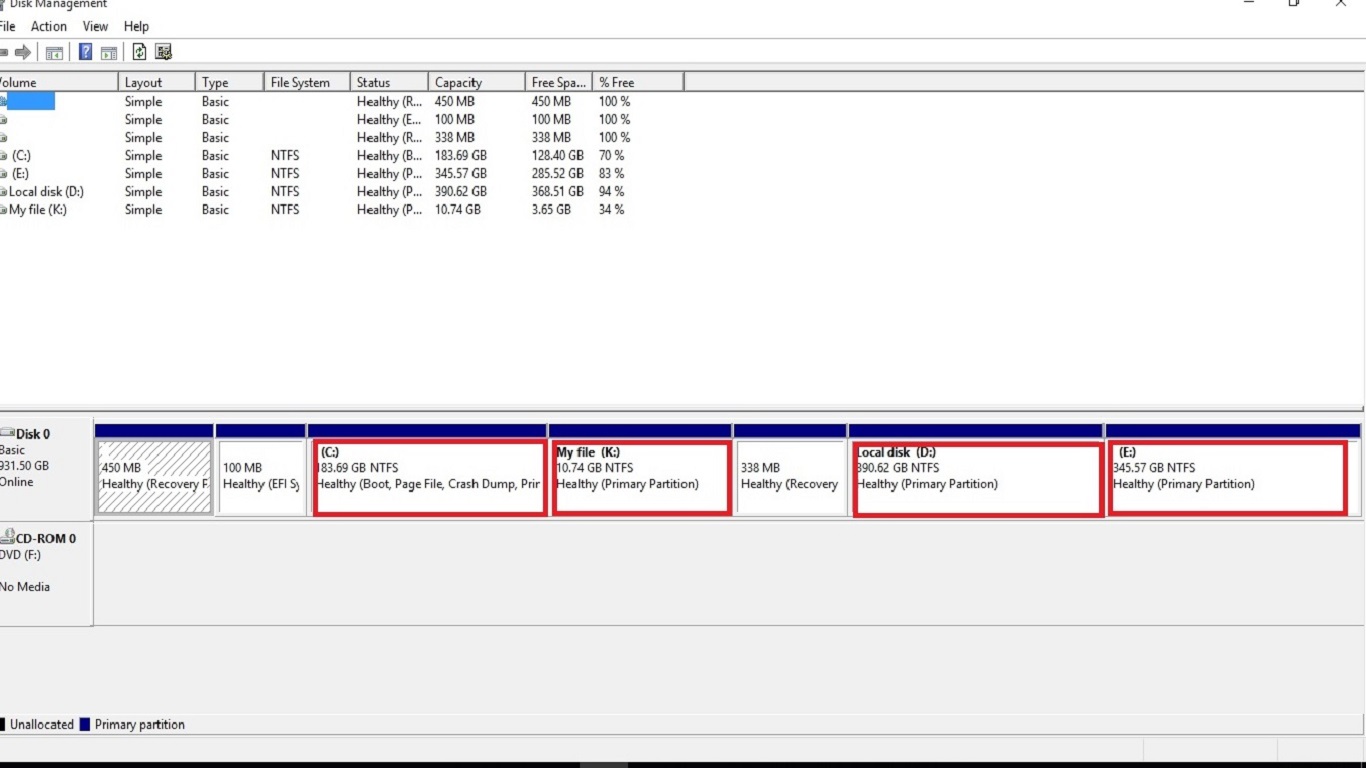 Disk Management
File Action View Help
Volume Layout Type File System Status Capacity Free Spa... % Free
Simple Basic Healthy (R... 450 MB 450 MB 100 %
Simple Basic Healthy (E... 100 MB 100 MB 100 %
Simple Basic Healthy (R... 338 MB 338 MB 100 %
(C:) Simple Basic NTFS Healthy (B... 183.69 GB 128.40 GB 70 %
(E:) Simple Basic NTFS Healthy (P... 345.57 GB 285.52 GB 83 %
Local disk (D:) Simple Basic NTFS Healthy (P... 390.62 GB 368.51 GB 94 %
My file (K:) Simple Basic NTFS Healthy (P... 10.74 GB 3.65 GB 34 %
Disk 0
Basic
931.50 GB
Online
450 MB
Healthy (Recovery P
100 MB
Healthy (EFI Sy
(C:)
183.69 GB NTFS
Healthy (Boot, Page File, Crash Dump, Prin
My file (K:)
10.74 GB NTFS
Healthy (Primary Partition)
338 MB
Healthy (Recovery
Local disk (D:)
390.62 GB NTFS
Healthy (Primary Partition)
(E:)
345.57 GB NTFS
Healthy (Primary Partition)
CD-ROM 0
DVD (F:)
No Media
Unallocated Primary partition